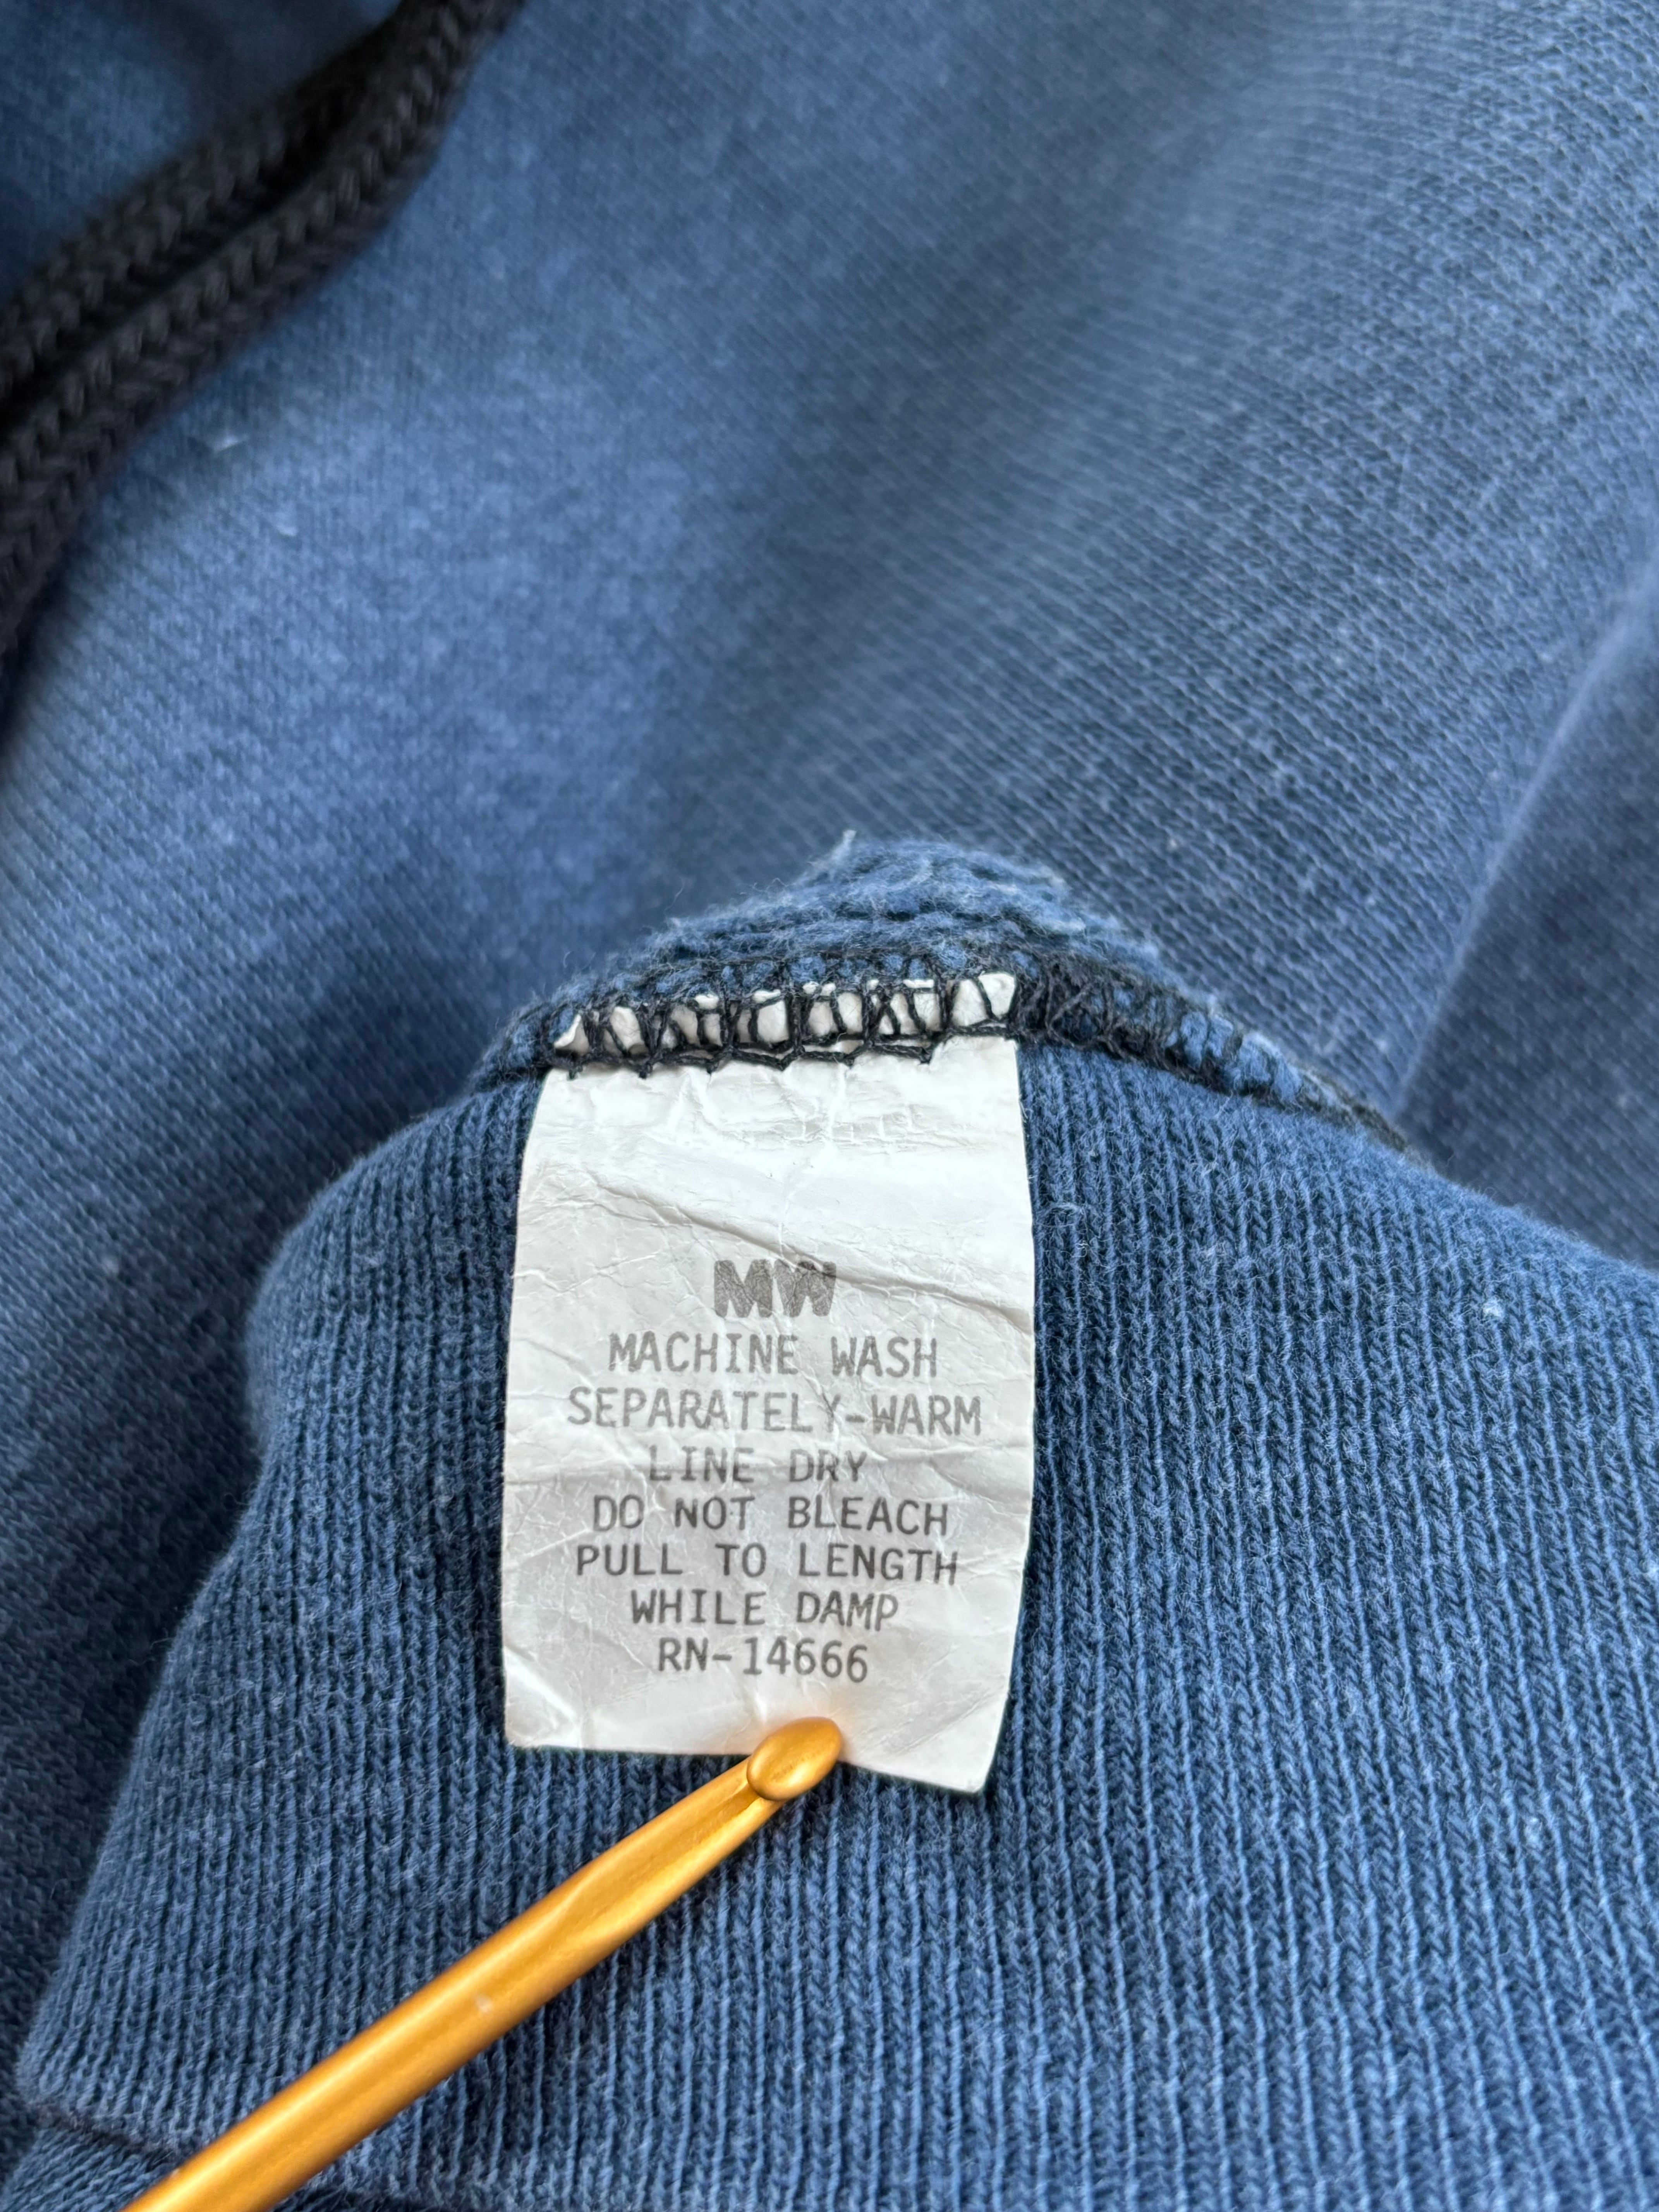 MW
MACHINE WASH
SEPARATELY-WARM
LINE DRY
DO NOT BLEACH
PULL TO LENGTH
WHILE DAMP
RN-14666